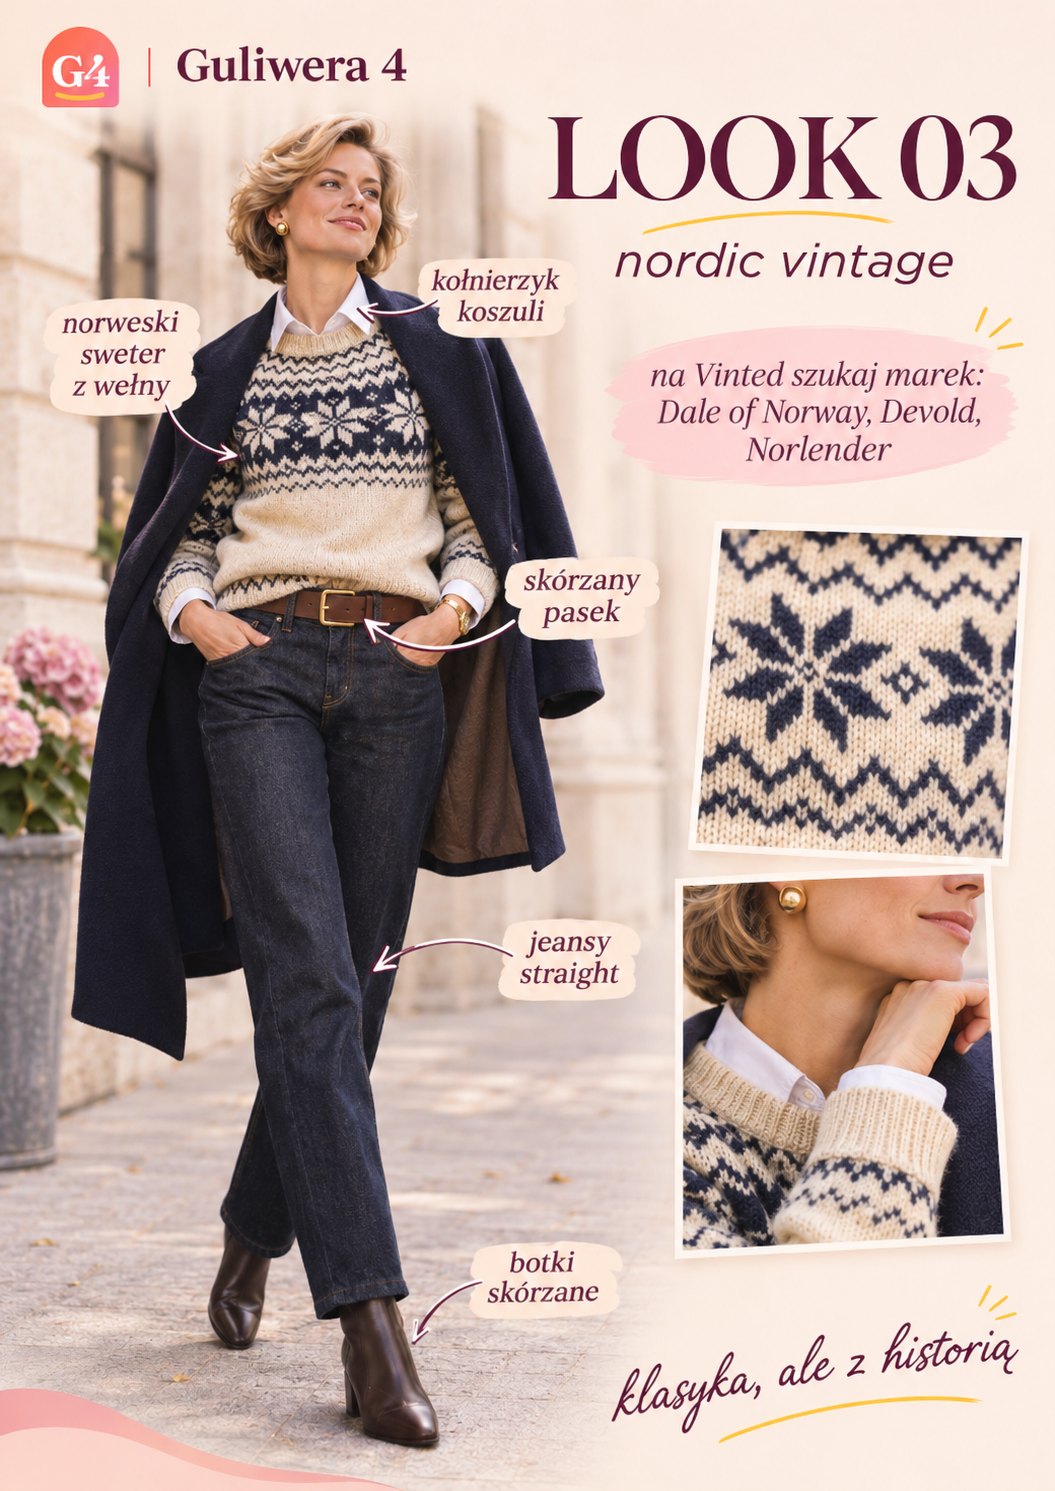 G4
Guliwera 4
LOOK 03
nordic vintage
kołnierzyk
koszuli
norweski
sweter
z wełny
na Vinted szukaj marek:
Dale of Norway, Devold,
Norlender
skórzany
pasek
jeansy
straight
botki
skórzane
klasyka, ale z historią